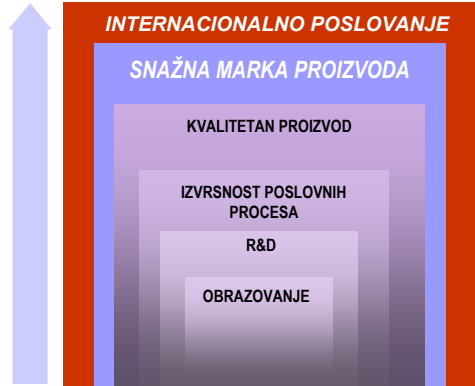 INTERNACIONALNO POSLOVANJE
SNAŽNA MARKA PROIZVODA
KVALITETAN PROIZVOD
IZVRSNOST POSLOVNIH
PROCESA
R&D
OBRAZOVANJE